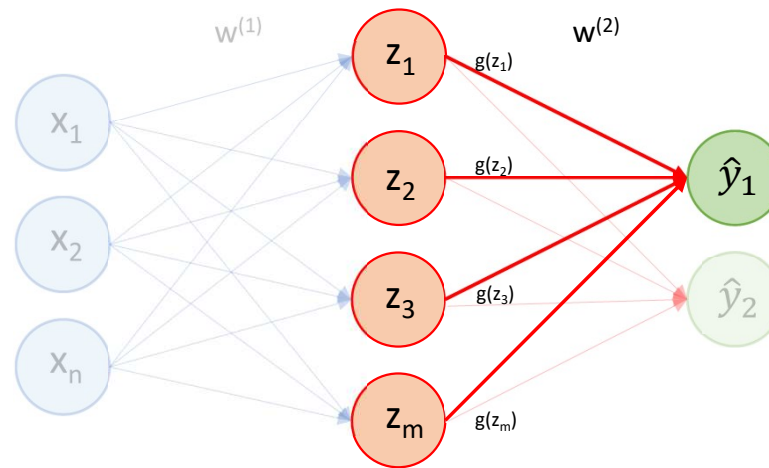 w⁽¹⁾
w⁽²⁾
x₁
x₂
xₙ
z₁
z₂
z₃
zₘ
g(z₁)
g(z₂)
g(z₃)
g(zₘ)
ŷ₁
ŷ₂